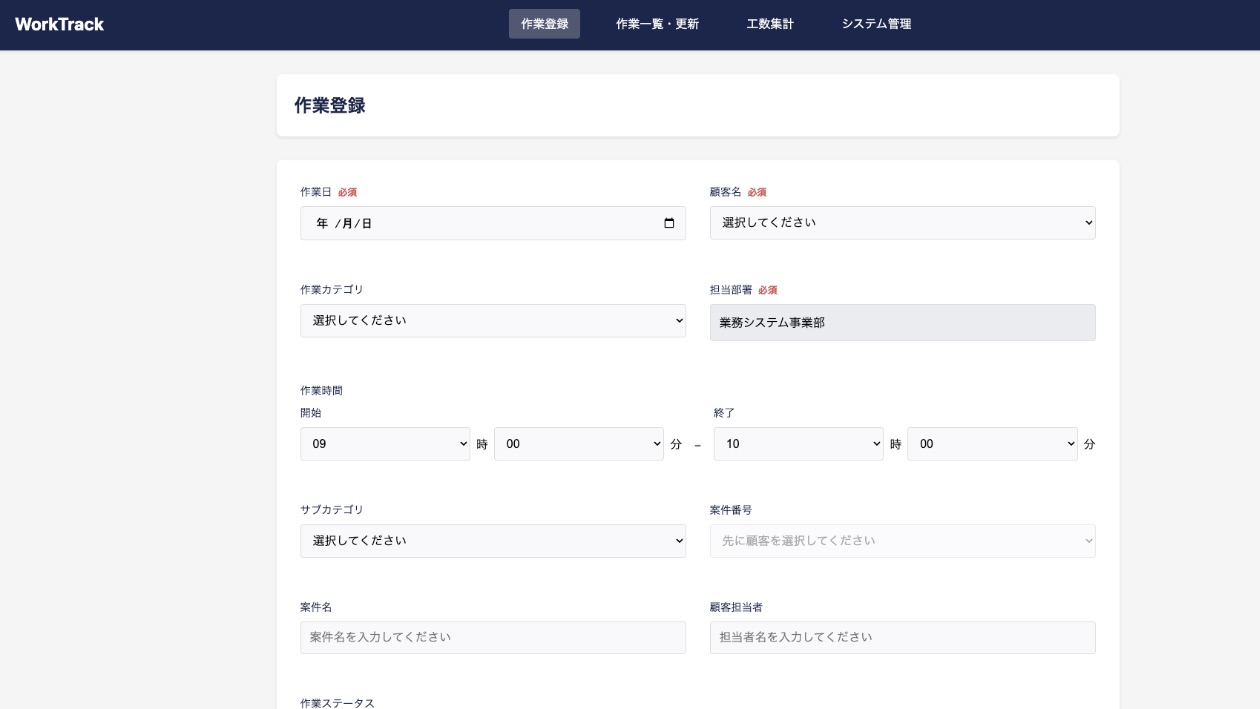 WorkTrack 作業登録 作業一覧・更新 工数集計 システム管理
作業登録
作業日 必須 顧客名 必須
年 /月/日 選択してください
作業カテゴリ 担当部署 必須
選択してください 業務システム事業部
作業時間
開始 終了
09 時 00 分 – 10 時 00 分
サブカテゴリ 案件番号
選択してください 先に顧客を選択してください
案件名 顧客担当者
案件名を入力してください 担当者名を入力してください
作業ステータス